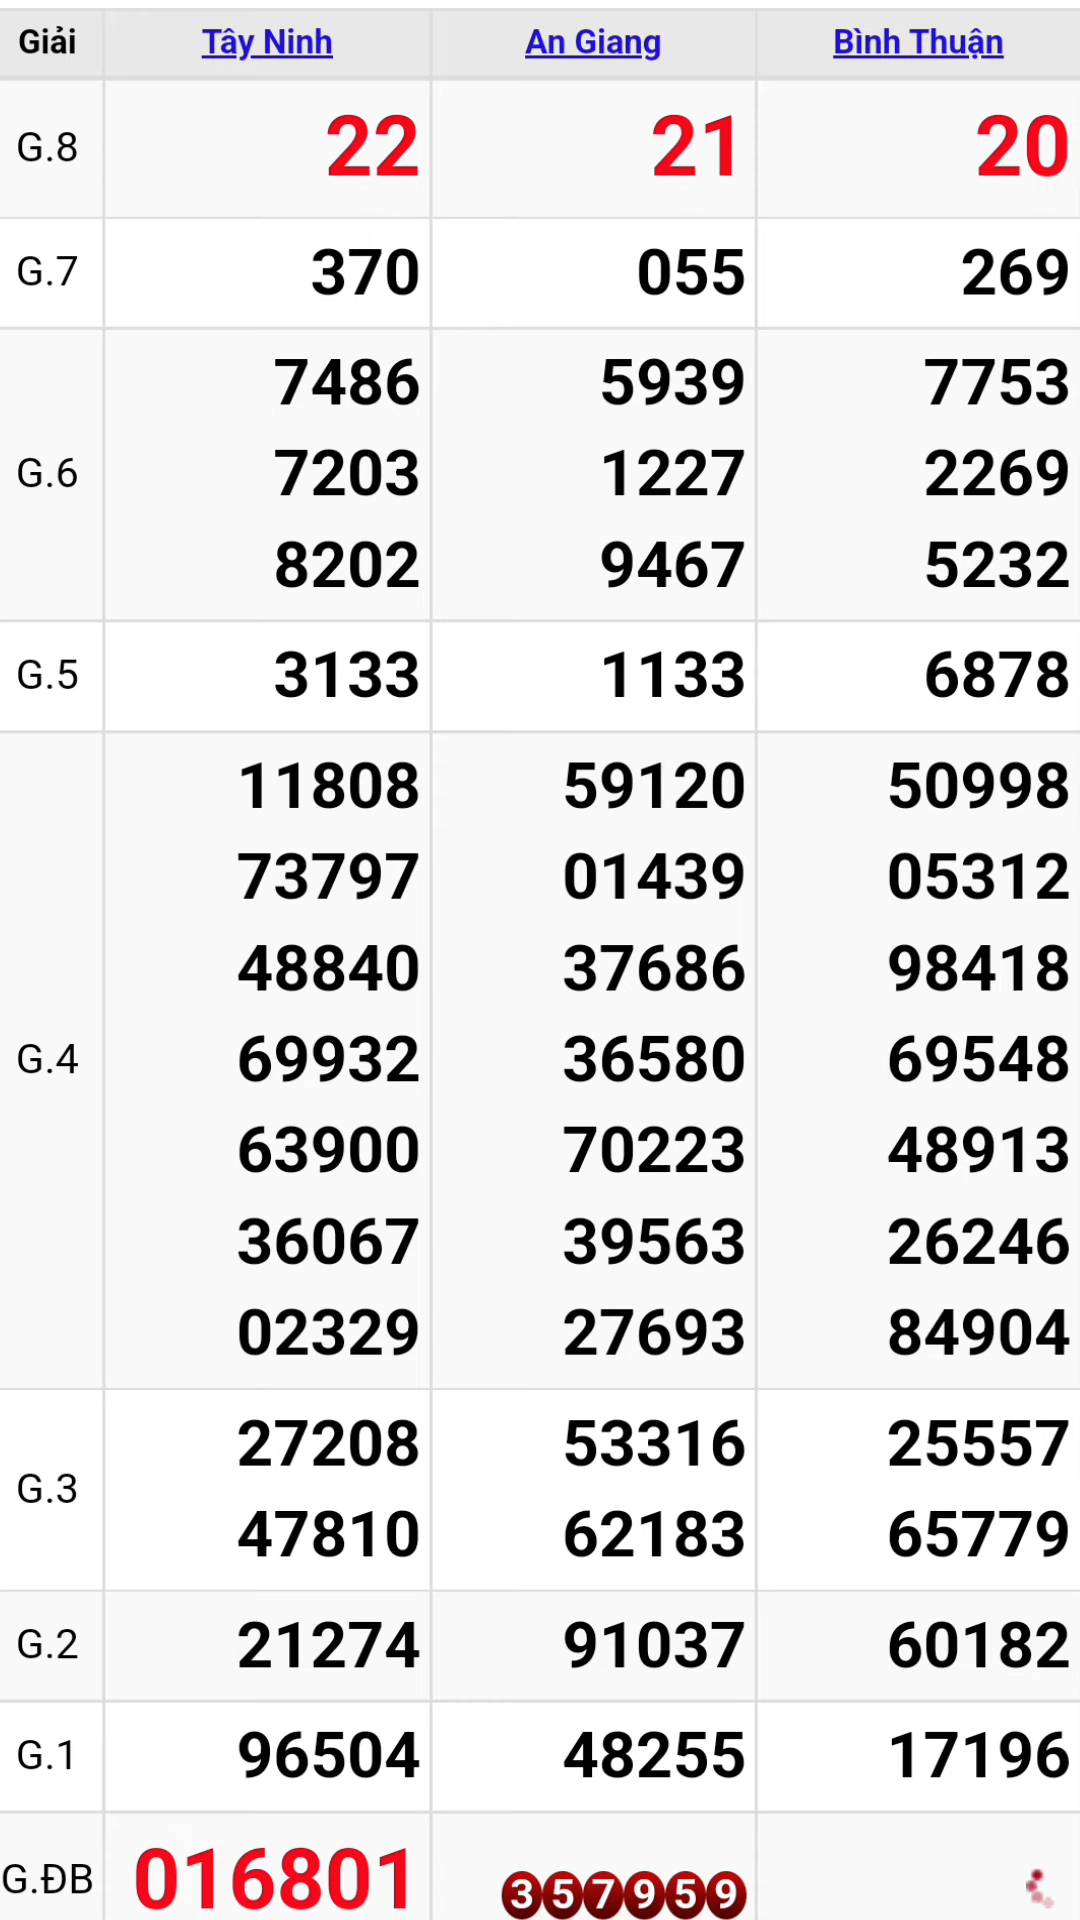 Giải Tây Ninh An Giang Bình Thuận
G.8 22 21 20
G.7 370 055 269
7486 5939 7753
G.6 7203 1227 2269
8202 9467 5232
G.5 3133 1133 6878
11808 59120 50998
73797 01439 05312
48840 37686 98418
G.4 69932 36580 69548
63900 70223 48913
36067 39563 26246
02329 27693 84904
G.3 27208 53316 25557
47810 62183 65779
G.2 21274 91037 60182
G.1 96504 48255 17196
G.ĐB 016801 357959